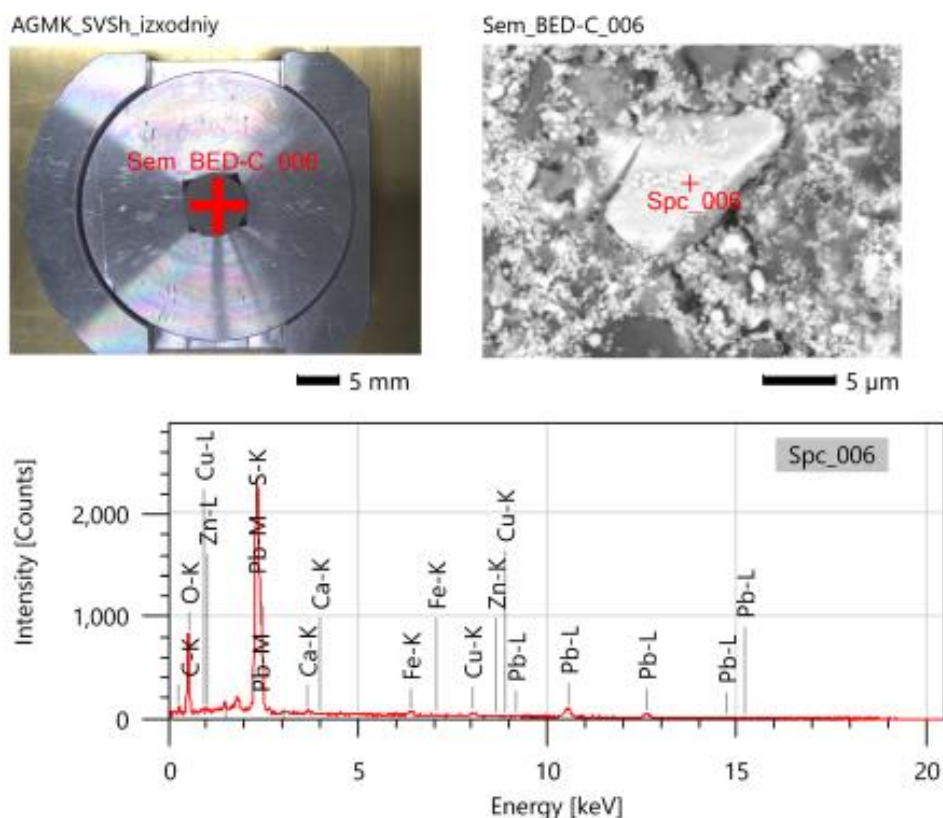 AGMK_SVSh_izxodniy
Sem_BED-C_006
Sem_BED-C_006
Spc_006
5 mm
5 µm
Intensity [Counts]
2,000
1,000
0
C-K
O-K
Zn-L
Cu-L
Pb-M
Pb-M
S-K
Ca-K
Ca-K
Fe-K
Fe-K
Cu-K
Zn-K
Cu-K
Pb-L
Pb-L
Pb-L
Pb-L
Pb-L
Spc_006
0
5
10
15
20
Energy [keV]